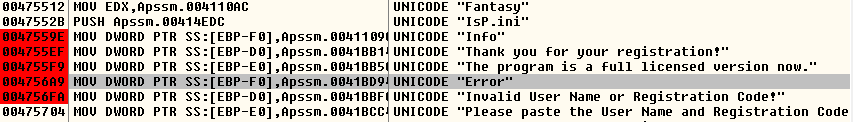 00475512 MOV EDX,Apssm.004110AC UNICODE "Fantasy"
0047552B PUSH Apssm.00414EDC UNICODE "IsP.ini"
0047559E MOV DWORD PTR SS:[EBP-F0],Apssm.0041109( UNICODE "Info"
004755EF MOV DWORD PTR SS:[EBP-D0],Apssm.0041BB14 UNICODE "Thank you for your registration!"
004755F9 MOV DWORD PTR SS:[EBP-E0],Apssm.0041BB5( UNICODE "The program is a full licensed version now."
004756A9 MOV DWORD PTR SS:[EBP-F0],Apssm.0041BD94 UNICODE "Error"
004756FA MOV DWORD PTR SS:[EBP-D0],Apssm.0041BBF( UNICODE "Invalid User Name or Registration Code!"
00475704 MOV DWORD PTR SS:[EBP-E0],Apssm.0041BCC4 UNICODE "Please paste the User Name and Registration Code